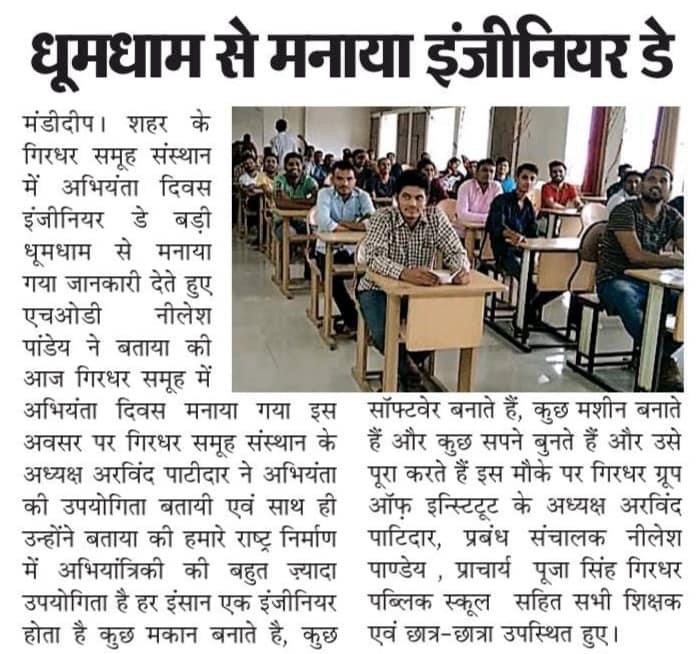 धूमधाम से मनाया इंजीनियर डे
मंडीदीप। शहर के
गिरधर समूह संस्थान
में अभियंता दिवस
इंजीनियर डे बड़ी
धूमधाम से मनाया
गया जानकारी देते हुए
एचओडी नीलेश
पांडेय ने बताया की
आज गिरधर समूह में
अभियंता दिवस मनाया गया इस
अवसर पर गिरधर समूह संस्थान के
अध्यक्ष अरविंद पाटीदार ने अभियंता
की उपयोगिता बतायी एवं साथ ही
उन्होंने बताया की हमारे राष्ट्र निर्माण
में अभियांत्रिकी की बहुत ज़्यादा
उपयोगिता है हर इंसान एक इंजीनियर
होता है कुछ मकान बनाते है, कुछ
सॉफ्टवेर बनाते हैं, कुछ मशीन बनाते
हैं और कुछ सपने बुनते हैं और उसे
पूरा करते हैं इस मौके पर गिरधर ग्रूप
ऑफ़ इन्स्टिटूट के अध्यक्ष अरविंद
पाटिदार, प्रबंध संचालक नीलेश
पाण्डेय , प्राचार्य पूजा सिंह गिरधर
पब्लिक स्कूल सहित सभी शिक्षक
एवं छात्र-छात्रा उपस्थित हुए।